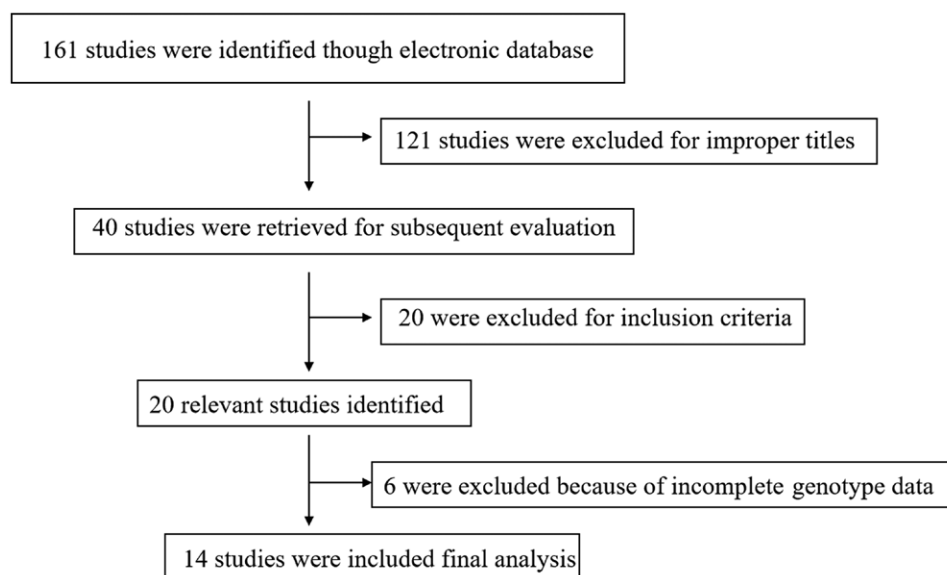 161 studies were identified though electronic database
121 studies were excluded for improper titles
40 studies were retrieved for subsequent evaluation
20 were excluded for inclusion criteria
20 relevant studies identified
6 were excluded because of incomplete genotype data
14 studies were included final analysis